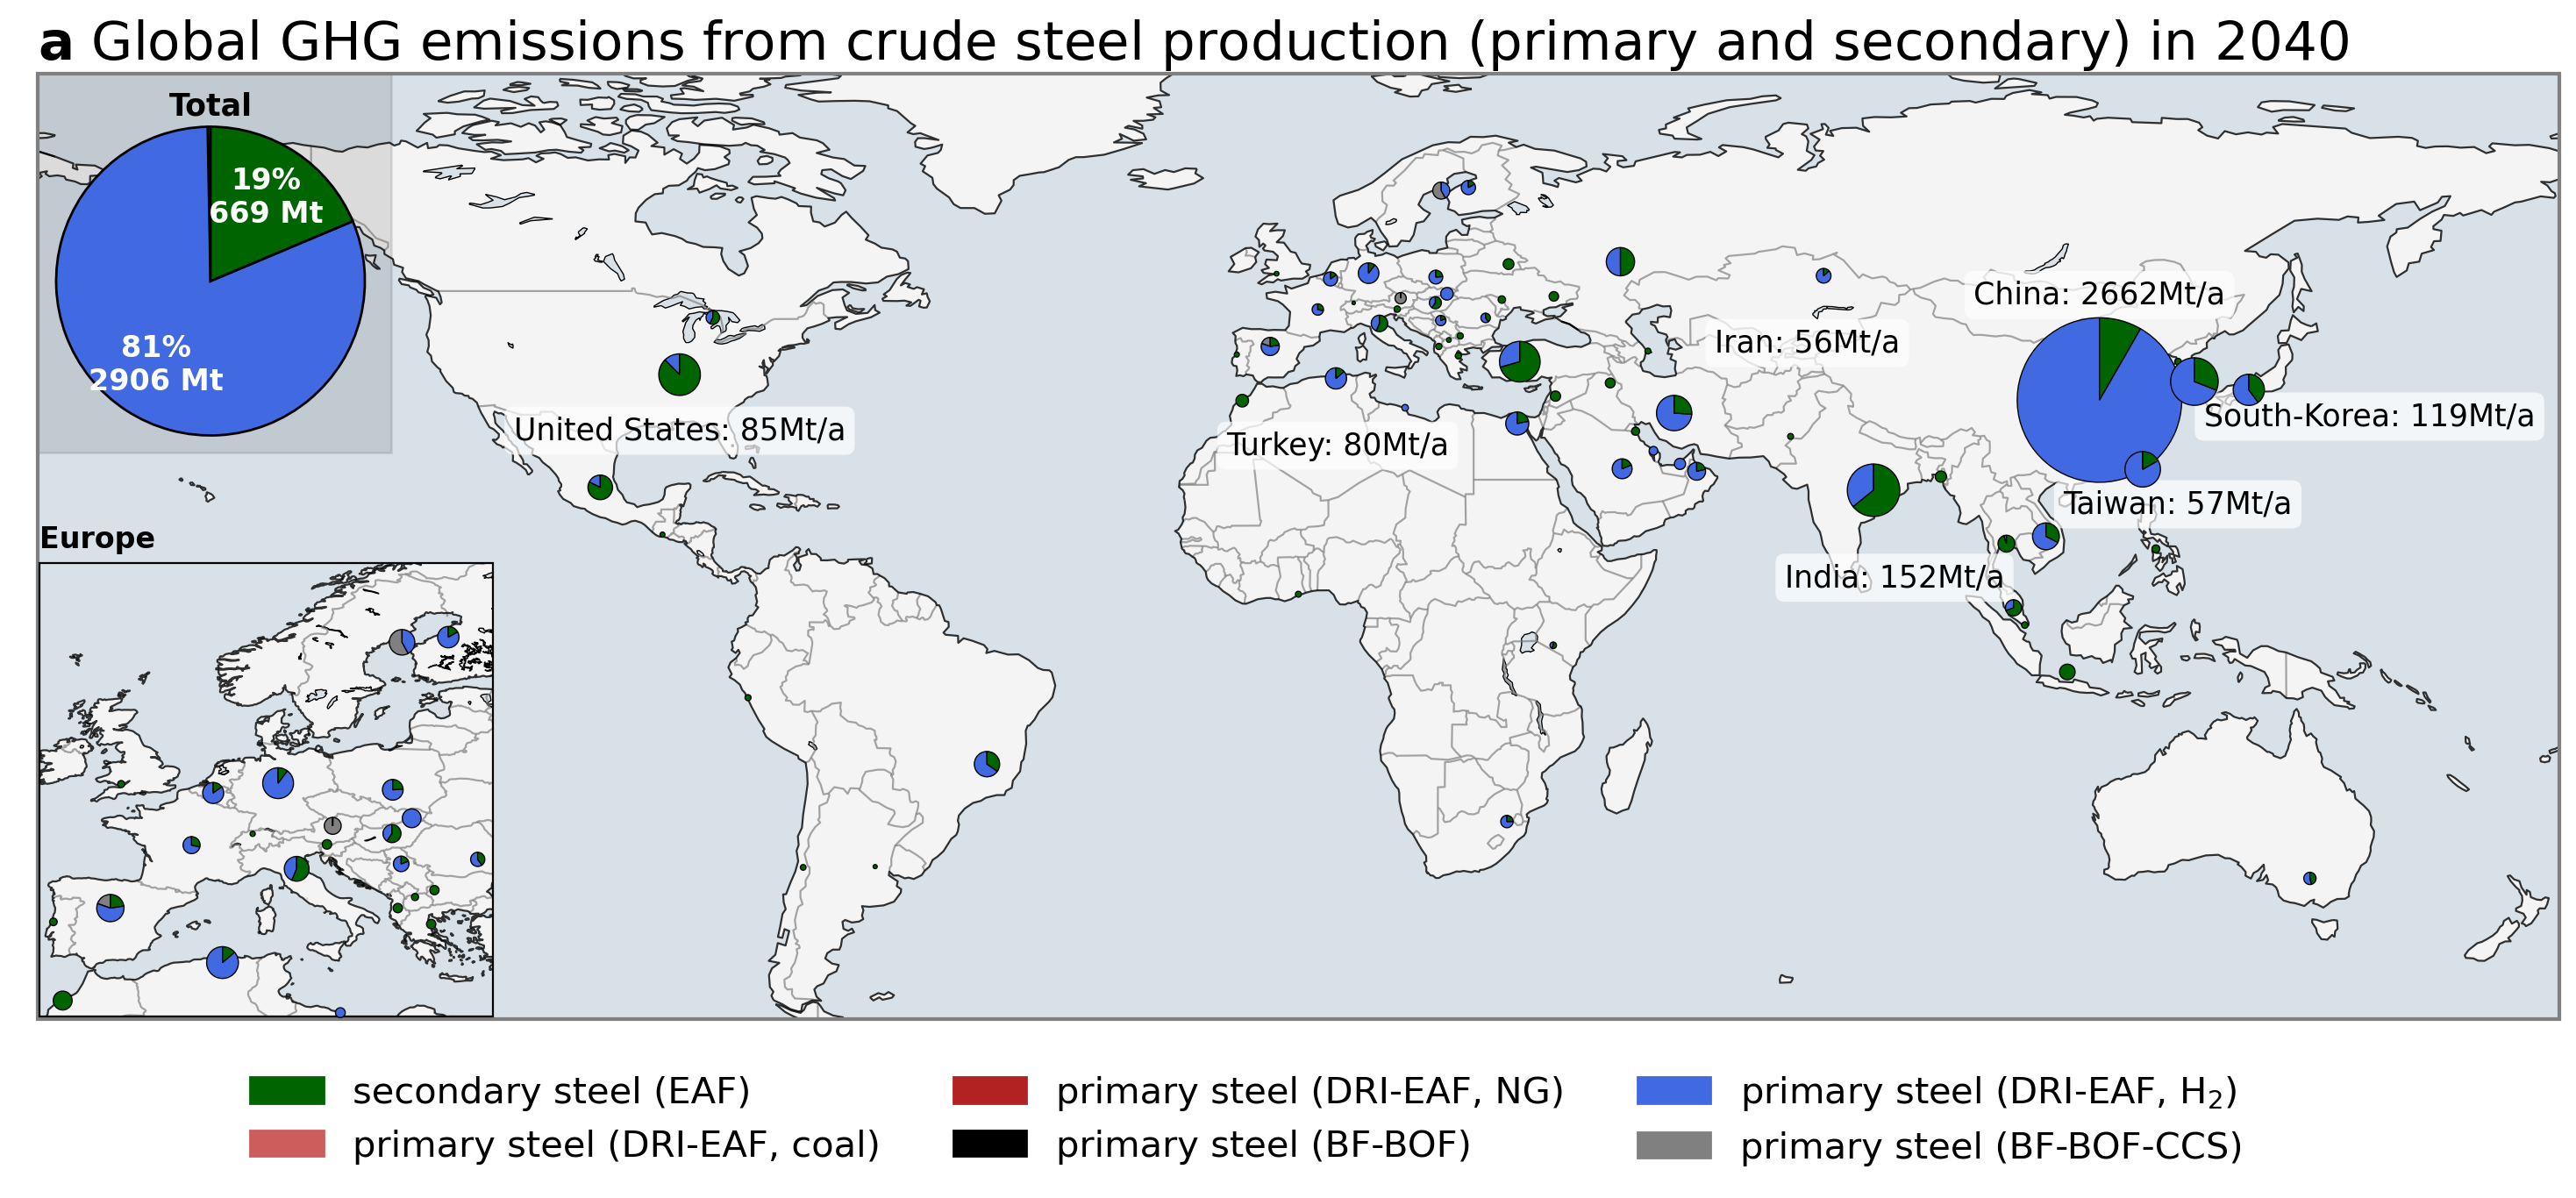 a Global GHG emissions from crude steel production (primary and secondary) in 2040
Total
19%
669 Mt
81%
2906 Mt
China: 2662Mt/a
Iran: 56Mt/a
South-Korea: 119Mt/a
United States: 85Mt/a
Turkey: 80Mt/a
Taiwan: 57Mt/a
India: 152Mt/a
Europe
secondary steel (EAF)
primary steel (DRI-EAF, NG)
primary steel (DRI-EAF, H₂)
primary steel (DRI-EAF, coal)
primary steel (BF-BOF)
primary steel (BF-BOF-CCS)